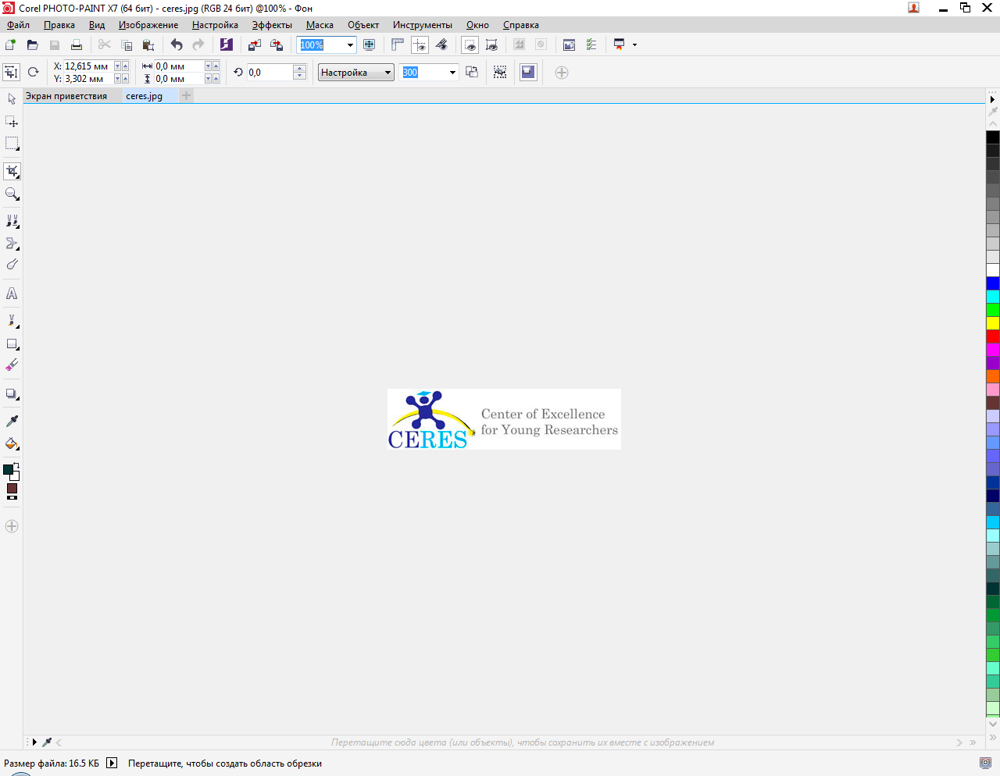 Corel PHOTO-PAINT X7 (64 бит) - ceres.jpg (RGB 24 бит) @100% - Фон
Файл Правка Вид Изображение Настройка Эффекты Маска Объект Инструменты Окно Справка
100%
X: 12,615 мм 0,0 мм 0,0 Настройка 300
Y: 3,302 мм 0,0 мм
Экран приветствия ceres.jpg
Center of Excellence
for Young Researchers
CERES
Перетащите сюда цвета (или объекты), чтобы сохранить их вместе с изображением
Размер файла: 16.5 КБ Перетащите, чтобы создать область обрезки